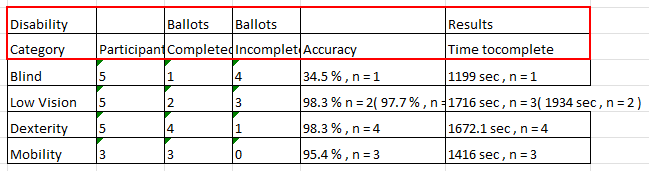 Disability Ballots Ballots Results
Category Participant Completed Incomplete Accuracy Time tocomplete
Blind 5 1 4 34.5 % , n = 1 1199 sec , n = 1
Low Vision 5 2 3 98.3 % n = 2( 97.7 % , n = 1716 sec , n = 3( 1934 sec , n = 2 )
Dexterity 5 4 1 98.3 % , n = 4 1672.1 sec , n = 4
Mobility 3 3 0 95.4 % , n = 3 1416 sec , n = 3